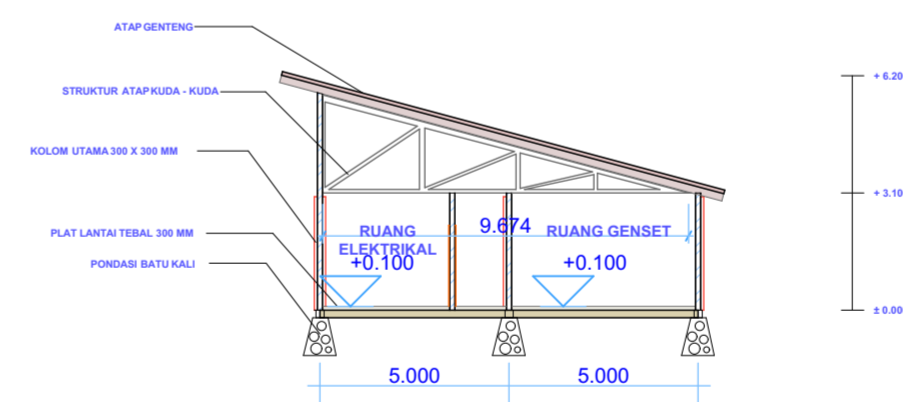 ATAP GENTENG
+ 6.20
STRUKTUR ATAP KUDA - KUDA
KOLOM UTAMA 300 X 300 MM
+ 3.10
PLAT LANTAI TEBAL 300 MM
RUANG
ELEKTRIKAL
9.674
RUANG GENSET
PONDASI BATU KALI
+0.100
+0.100
± 0.00
5.000
5.000